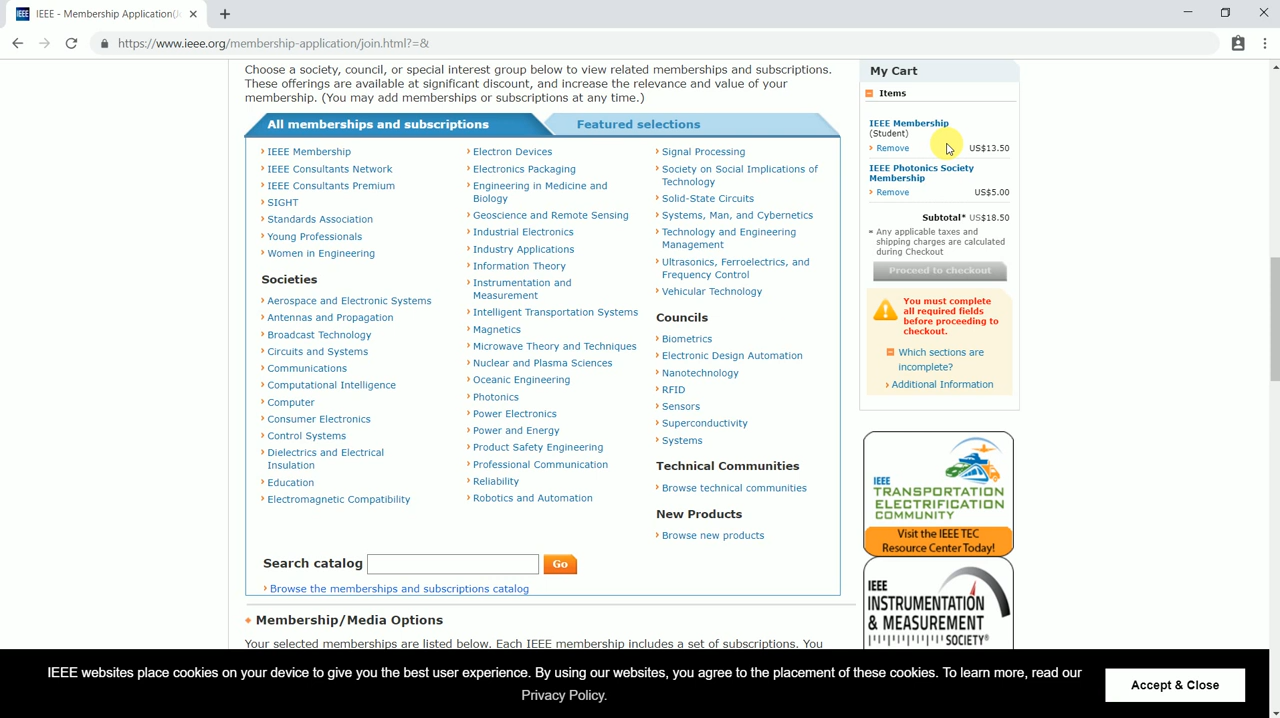 IEEE - Membership Application(Jo
https://www.ieee.org/membership-application/join.html?=&
Choose a society, council, or special interest group below to view related memberships and subscriptions.
These offerings are available at significant discount, and increase the relevance and value of your
membership. (You may add memberships or subscriptions at any time.)
All memberships and subscriptions
Featured selections
IEEE Membership
IEEE Consultants Network
IEEE Consultants Premium
SIGHT
Standards Association
Young Professionals
Women in Engineering
Societies
Aerospace and Electronic Systems
Antennas and Propagation
Broadcast Technology
Circuits and Systems
Communications
Computational Intelligence
Computer
Consumer Electronics
Control Systems
Dielectrics and Electrical
Insulation
Education
Electromagnetic Compatibility
Electron Devices
Electronics Packaging
Engineering in Medicine and
Biology
Geoscience and Remote Sensing
Industrial Electronics
Industry Applications
Information Theory
Instrumentation and
Measurement
Intelligent Transportation Systems
Magnetics
Microwave Theory and Techniques
Nuclear and Plasma Sciences
Oceanic Engineering
Photonics
Power Electronics
Power and Energy
Product Safety Engineering
Professional Communication
Reliability
Robotics and Automation
Signal Processing
Society on Social Implications of
Technology
Solid-State Circuits
Systems, Man, and Cybernetics
Technology and Engineering
Management
Ultrasonics, Ferroelectrics, and
Frequency Control
Vehicular Technology
Councils
Biometrics
Electronic Design Automation
Nanotechnology
RFID
Sensors
Superconductivity
Systems
Technical Communities
Browse technical communities
New Products
Browse new products
Search catalog
Go
Browse the memberships and subscriptions catalog
Membership/Media Options
Your selected memberships are listed below. Each IEEE membership includes a set of subscriptions. You
My Cart
Items
IEEE Membership
(Student)
Remove US$13.50
IEEE Photonics Society
Membership
Remove US$5.00
Subtotal* US$18.50
* Any applicable taxes and
shipping charges are calculated
during Checkout
Proceed to checkout
You must complete
all required fields
before proceeding to
checkout.
Which sections are
incomplete?
Additional Information
IEEE
TRANSPORTATION
ELECTRIFICATION
COMMUNITY
Visit the IEEE TEC
Resource Center Today!
IEEE
INSTRUMENTATION
& MEASUREMENT
SOCIETY®
IEEE websites place cookies on your device to give you the best user experience. By using our websites, you agree to the placement of these cookies. To learn more, read our
Privacy Policy.
Accept & Close